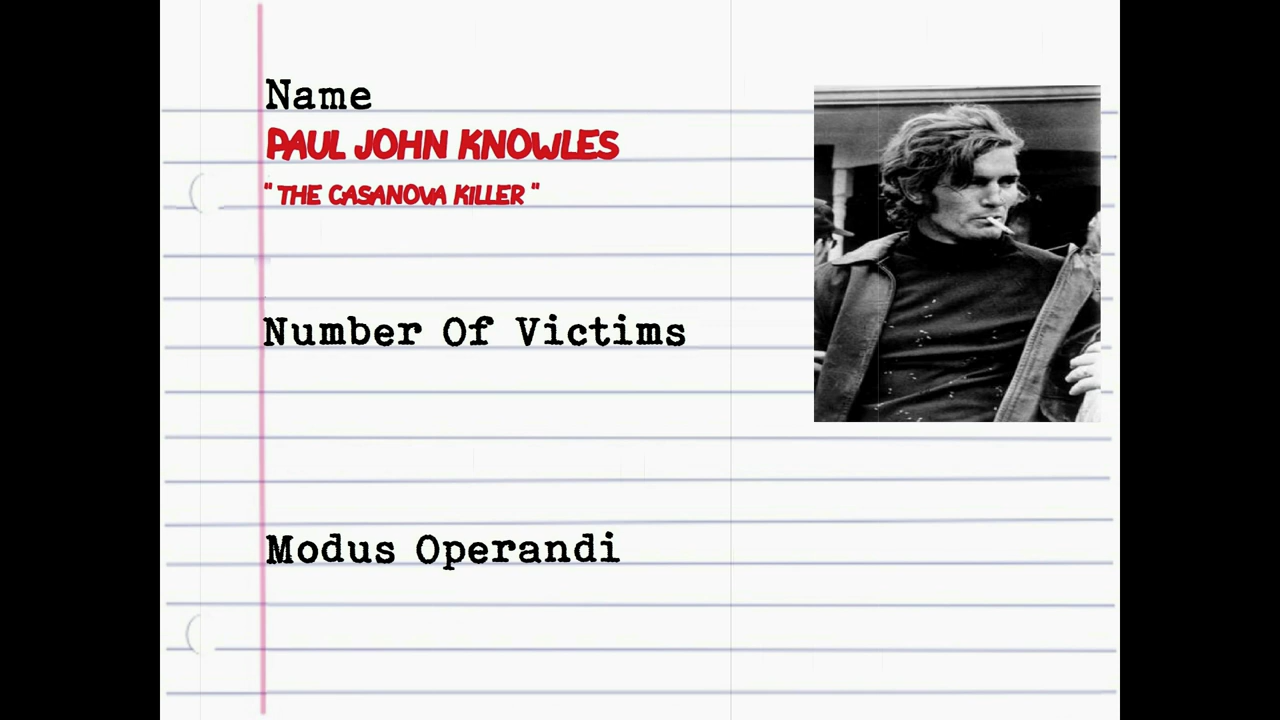 Name
PAUL JOHN KNOWLES
" THE CASANOVA KILLER "
Number Of Victims
Modus Operandi